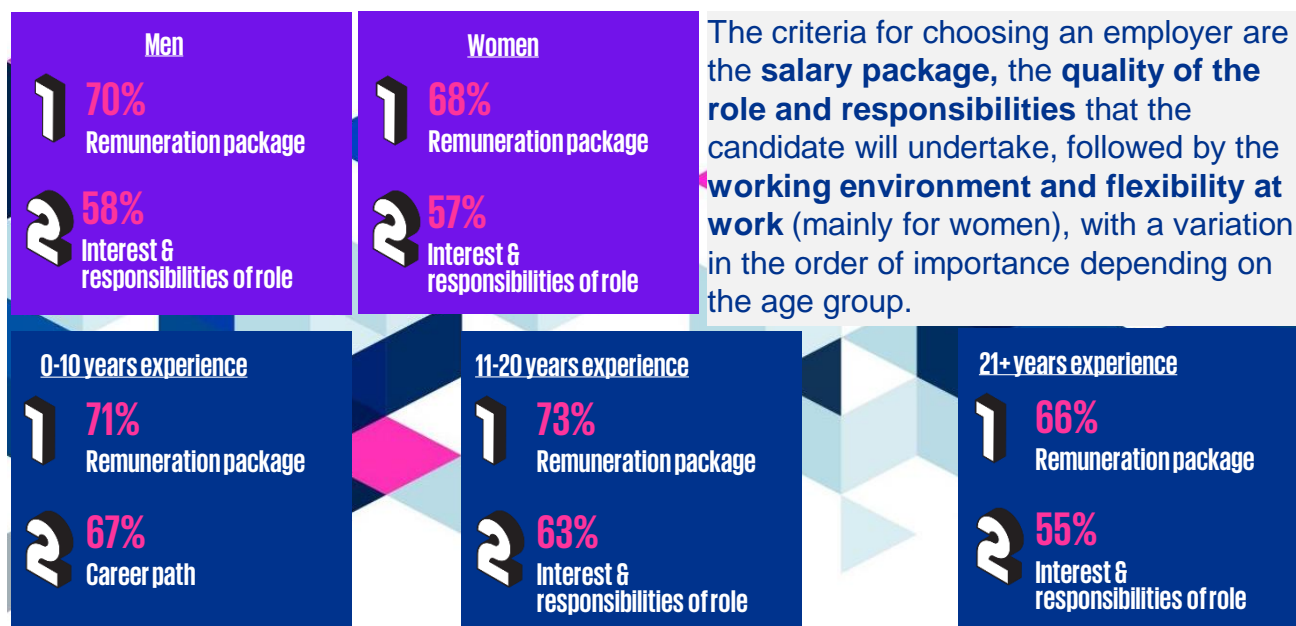 Men
1
70%
Remuneration package
2
58%
Interest &
responsibilities of role
Women
1
68%
Remuneration package
2
57%
Interest &
responsibilities of role
The criteria for choosing an employer are
the salary package, the quality of the
role and responsibilities that the
candidate will undertake, followed by the
working environment and flexibility at
work (mainly for women), with a variation
in the order of importance depending on
the age group.
0-10 years experience
1
71%
Remuneration package
2
67%
Career path
11-20 years experience
1
73%
Remuneration package
2
63%
Interest &
responsibilities of role
21+ years experience
1
66%
Remuneration package
2
55%
Interest &
responsibilities of role